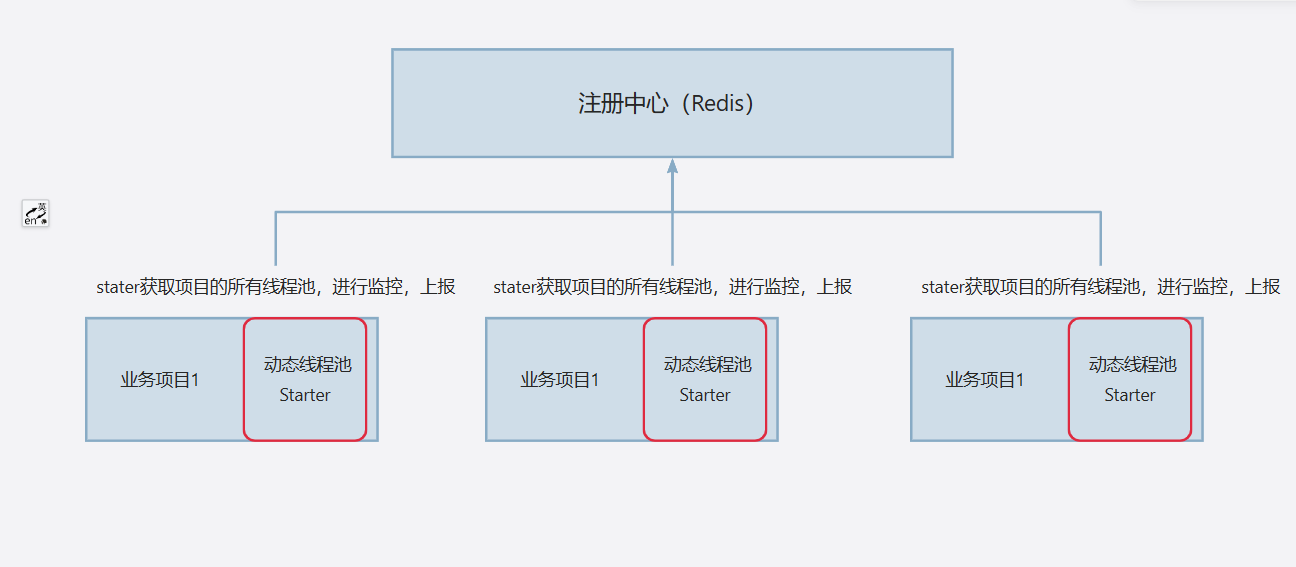 注册中心（Redis）
英
en
stater获取项目的所有线程池，进行监控，上报
stater获取项目的所有线程池，进行监控，上报
stater获取项目的所有线程池，进行监控，上报
业务项目1
动态线程池
Starter
业务项目1
动态线程池
Starter
业务项目1
动态线程池
Starter